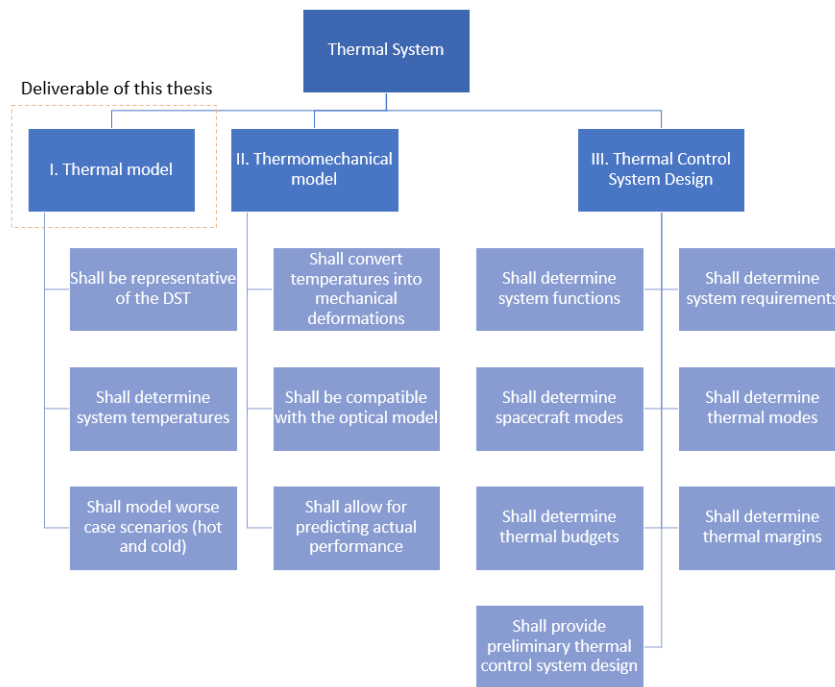 Thermal System
Deliverable of this thesis
I. Thermal model
II. Thermomechanical
model
III. Thermal Control
System Design
Shall be representative
of the DST
Shall determine
system temperatures
Shall model worse
case scenarios (hot
and cold)
Shall convert
temperatures into
mechanical
deformations
Shall be compatible
with the optical model
Shall allow for
predicting actual
performance
Shall determine
system functions
Shall determine
system requirements
Shall determine
spacecraft modes
Shall determine
thermal modes
Shall determine
thermal budgets
Shall determine
thermal margins
Shall provide
preliminary thermal
control system design